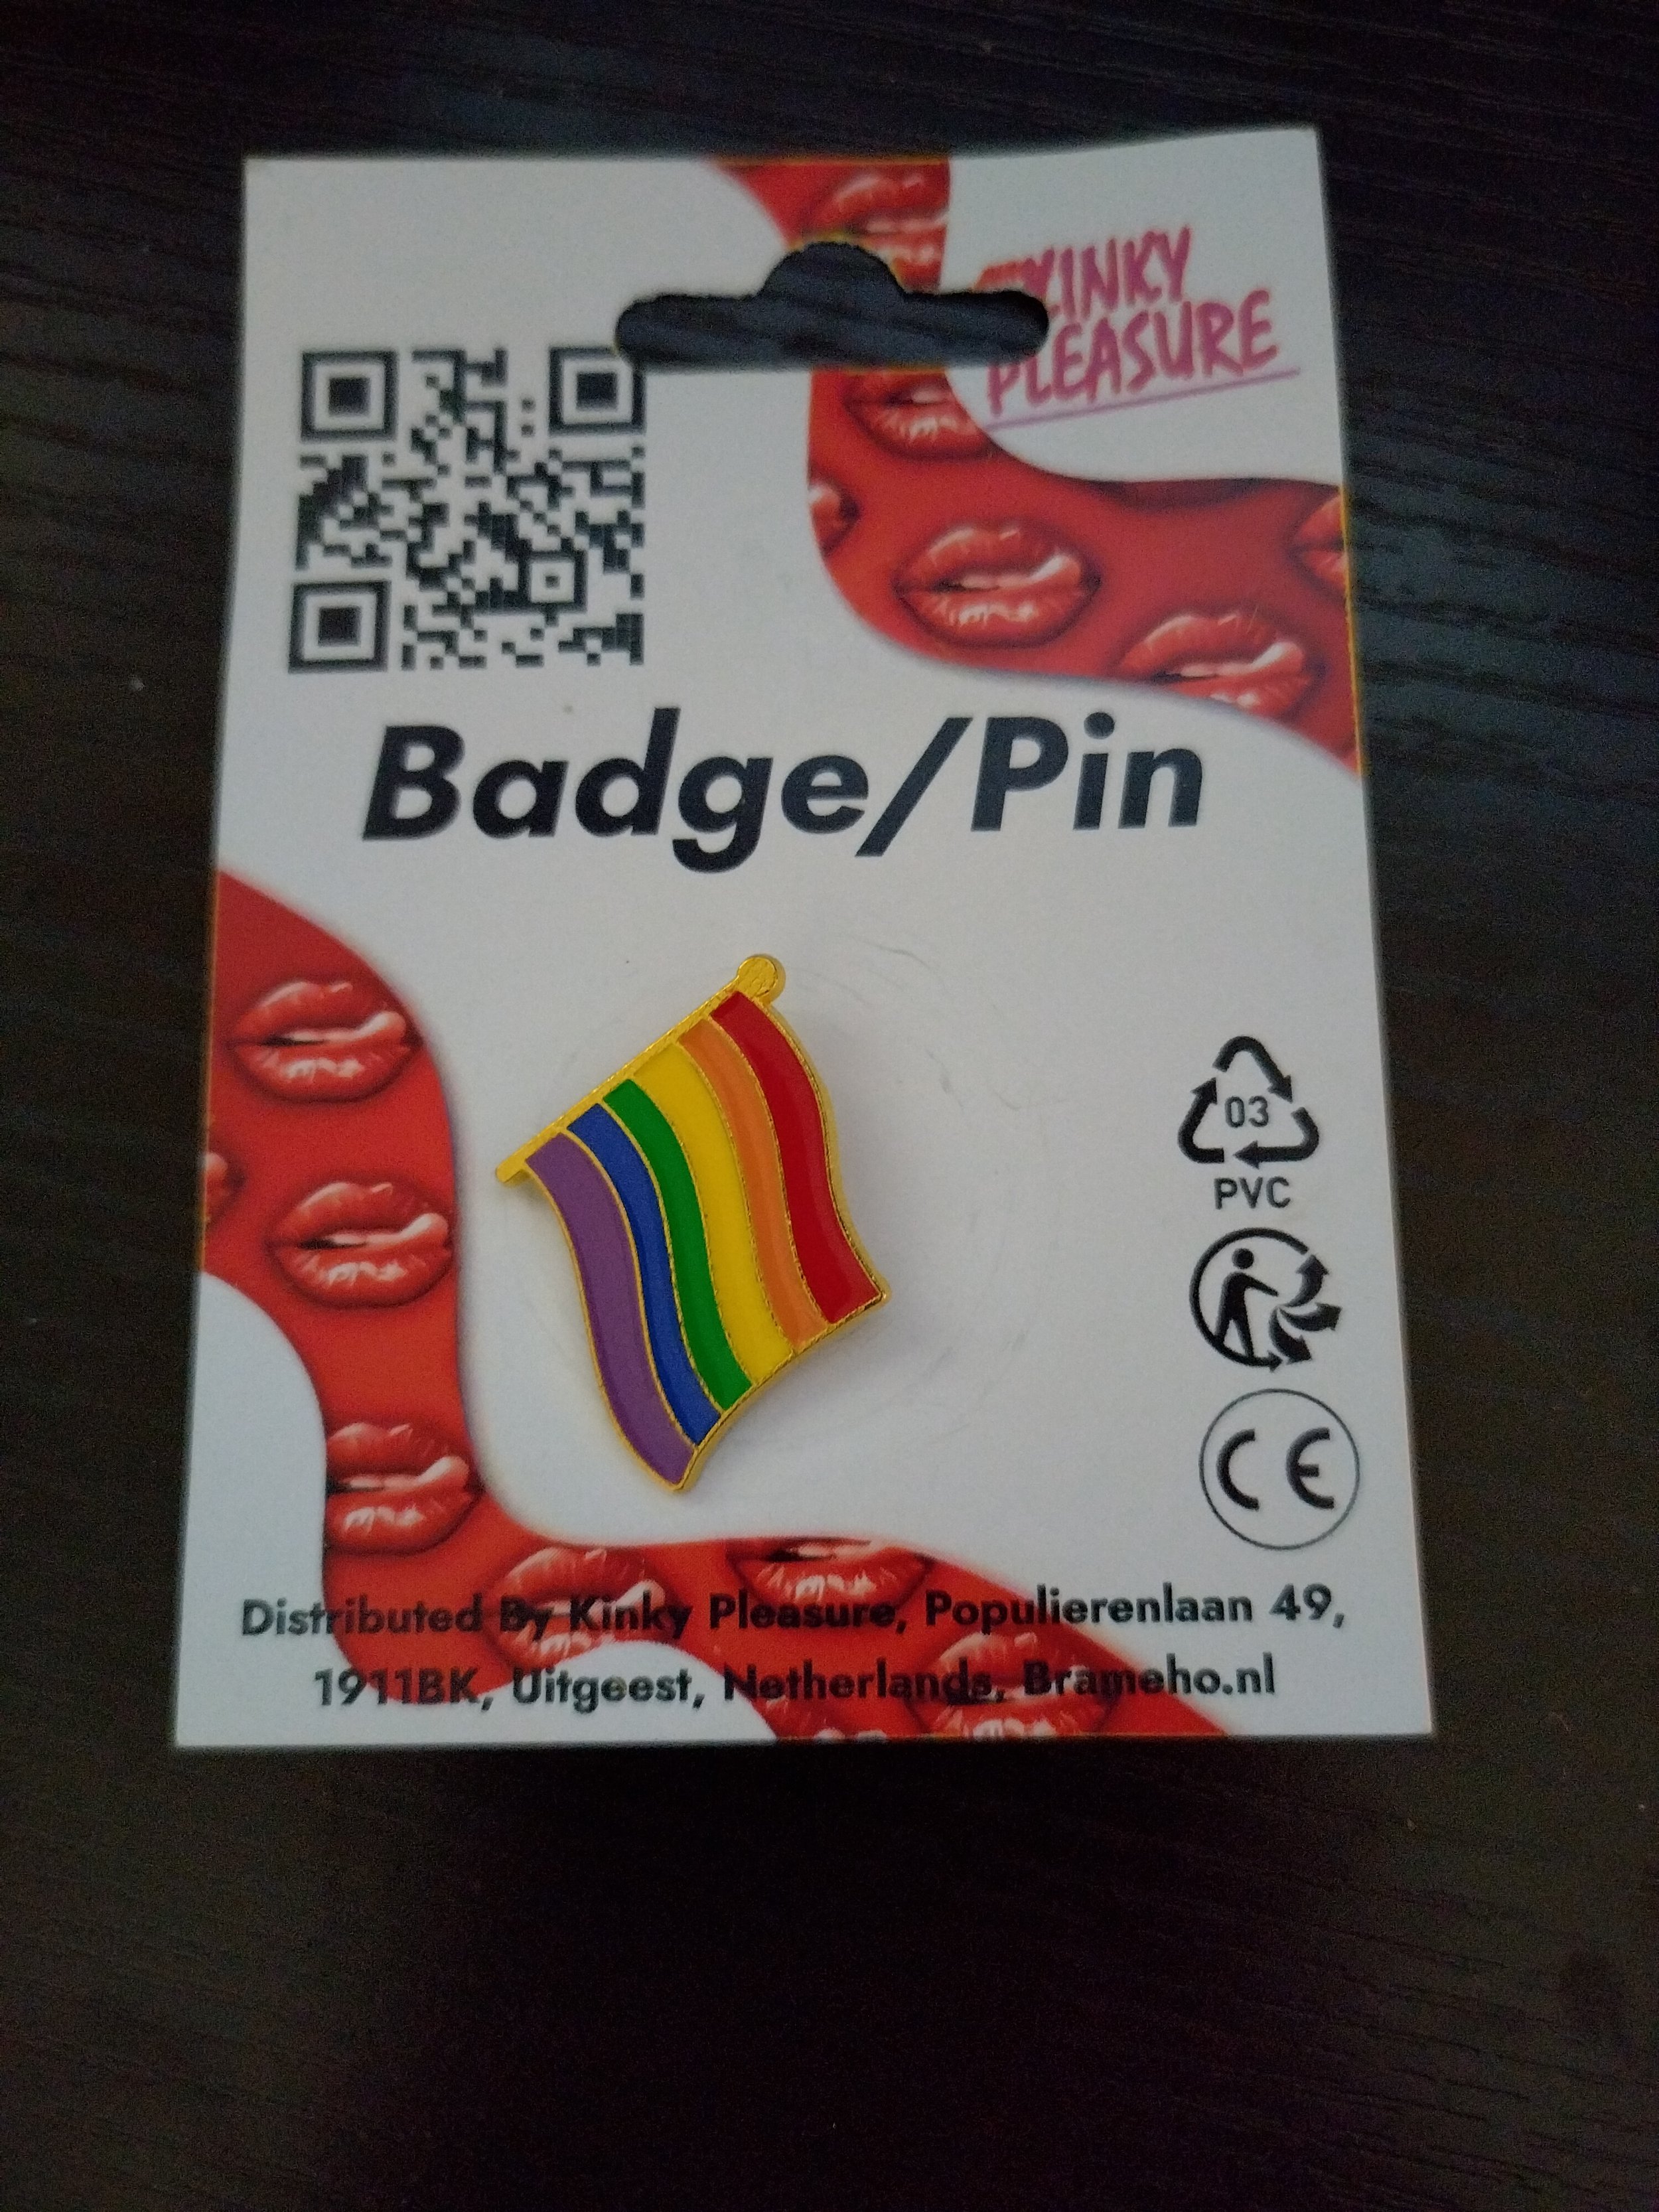 KINKY
PLEASURE
Badge/Pin
03
PVC
CE
Distributed By Kinky Pleasure, Populierenlaan 49,
1911BK, Uitgeest, Netherlands, Brameho.nl